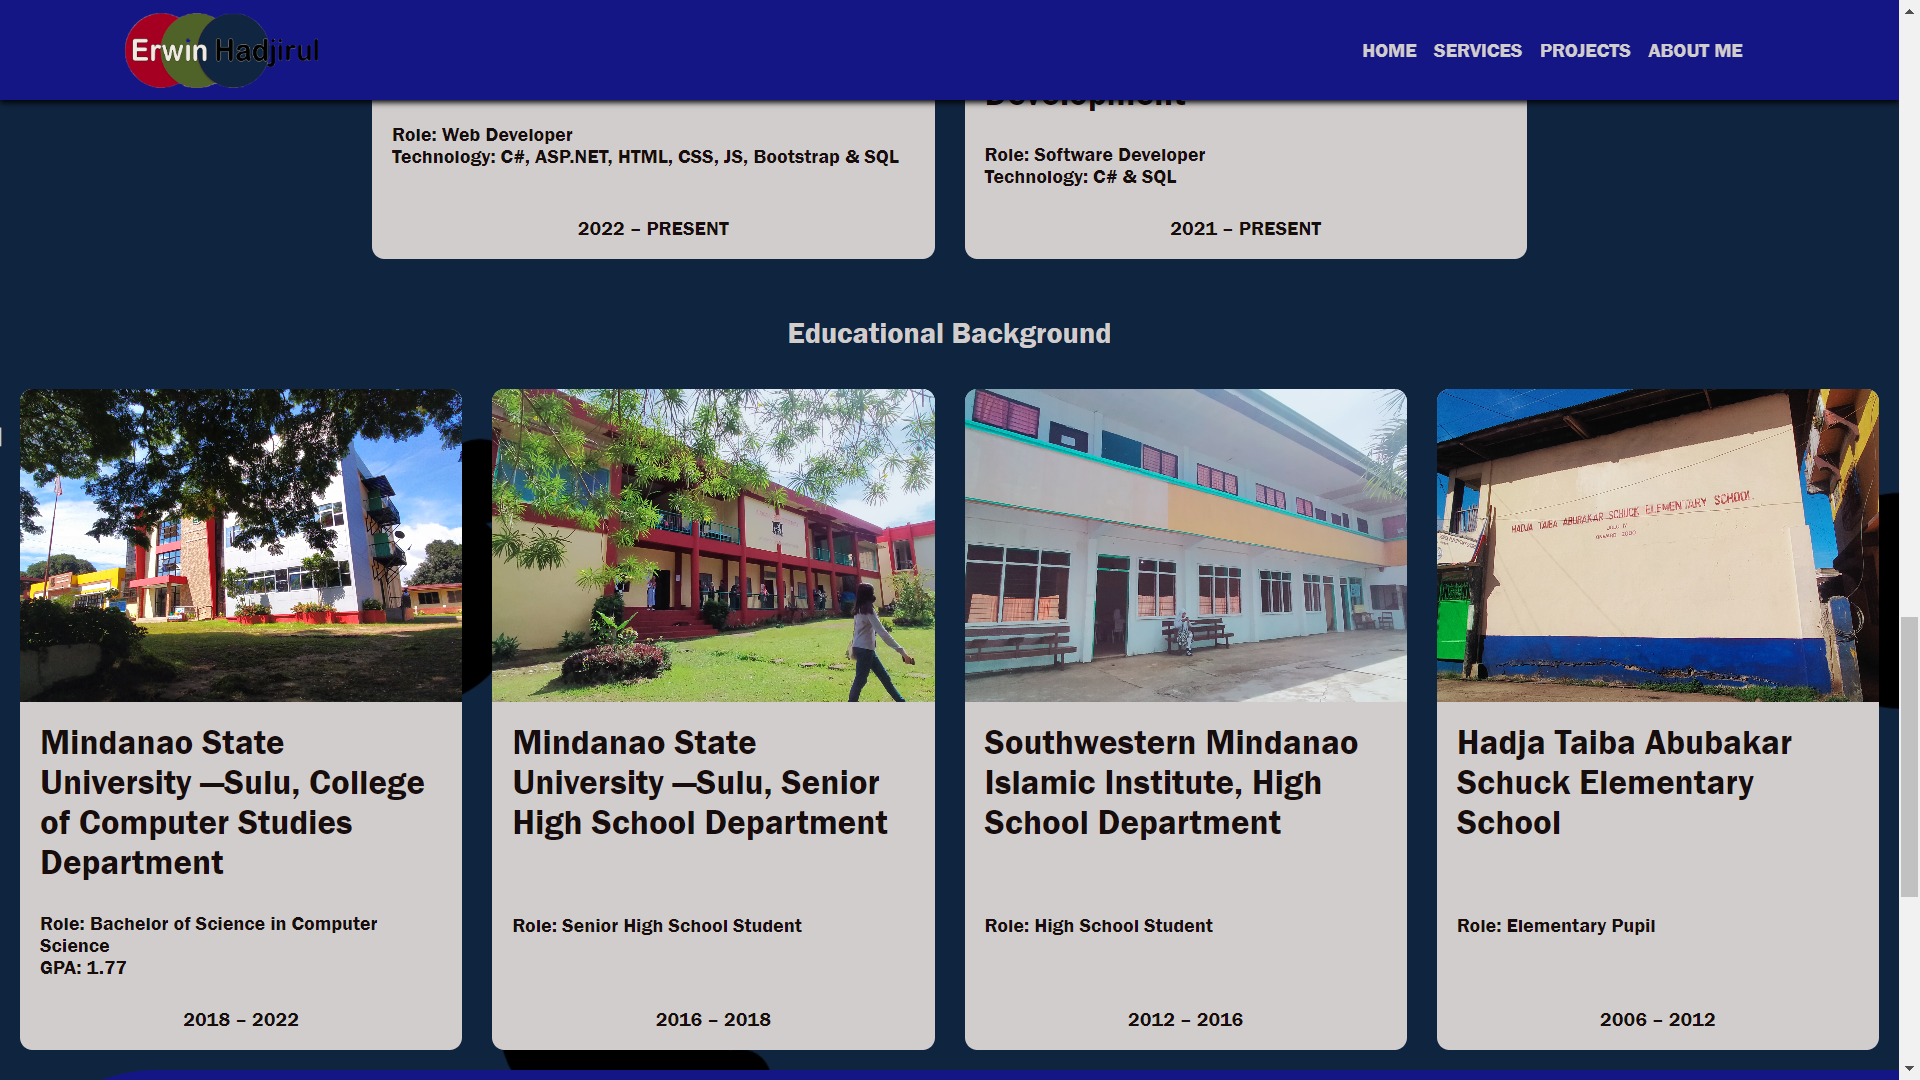 Erwin Hadjirul
HOME SERVICES PROJECTS ABOUT ME
Development
Role: Web Developer
Technology: C#, ASP.NET, HTML, CSS, JS, Bootstrap & SQL
2022 – PRESENT
Role: Software Developer
Technology: C# & SQL
2021 – PRESENT
Educational Background
HADJA TAIBA ABUBAKAR SCHUCK ELEMENTARY SCHOOL
Mindanao State
University —Sulu, College
of Computer Studies
Department
Role: Bachelor of Science in Computer
Science
GPA: 1.77
2018 – 2022
Mindanao State
University —Sulu, Senior
High School Department
Role: Senior High School Student
2016 – 2018
Southwestern Mindanao
Islamic Institute, High
School Department
Role: High School Student
2012 – 2016
Hadja Taiba Abubakar
Schuck Elementary
School
Role: Elementary Pupil
2006 – 2012